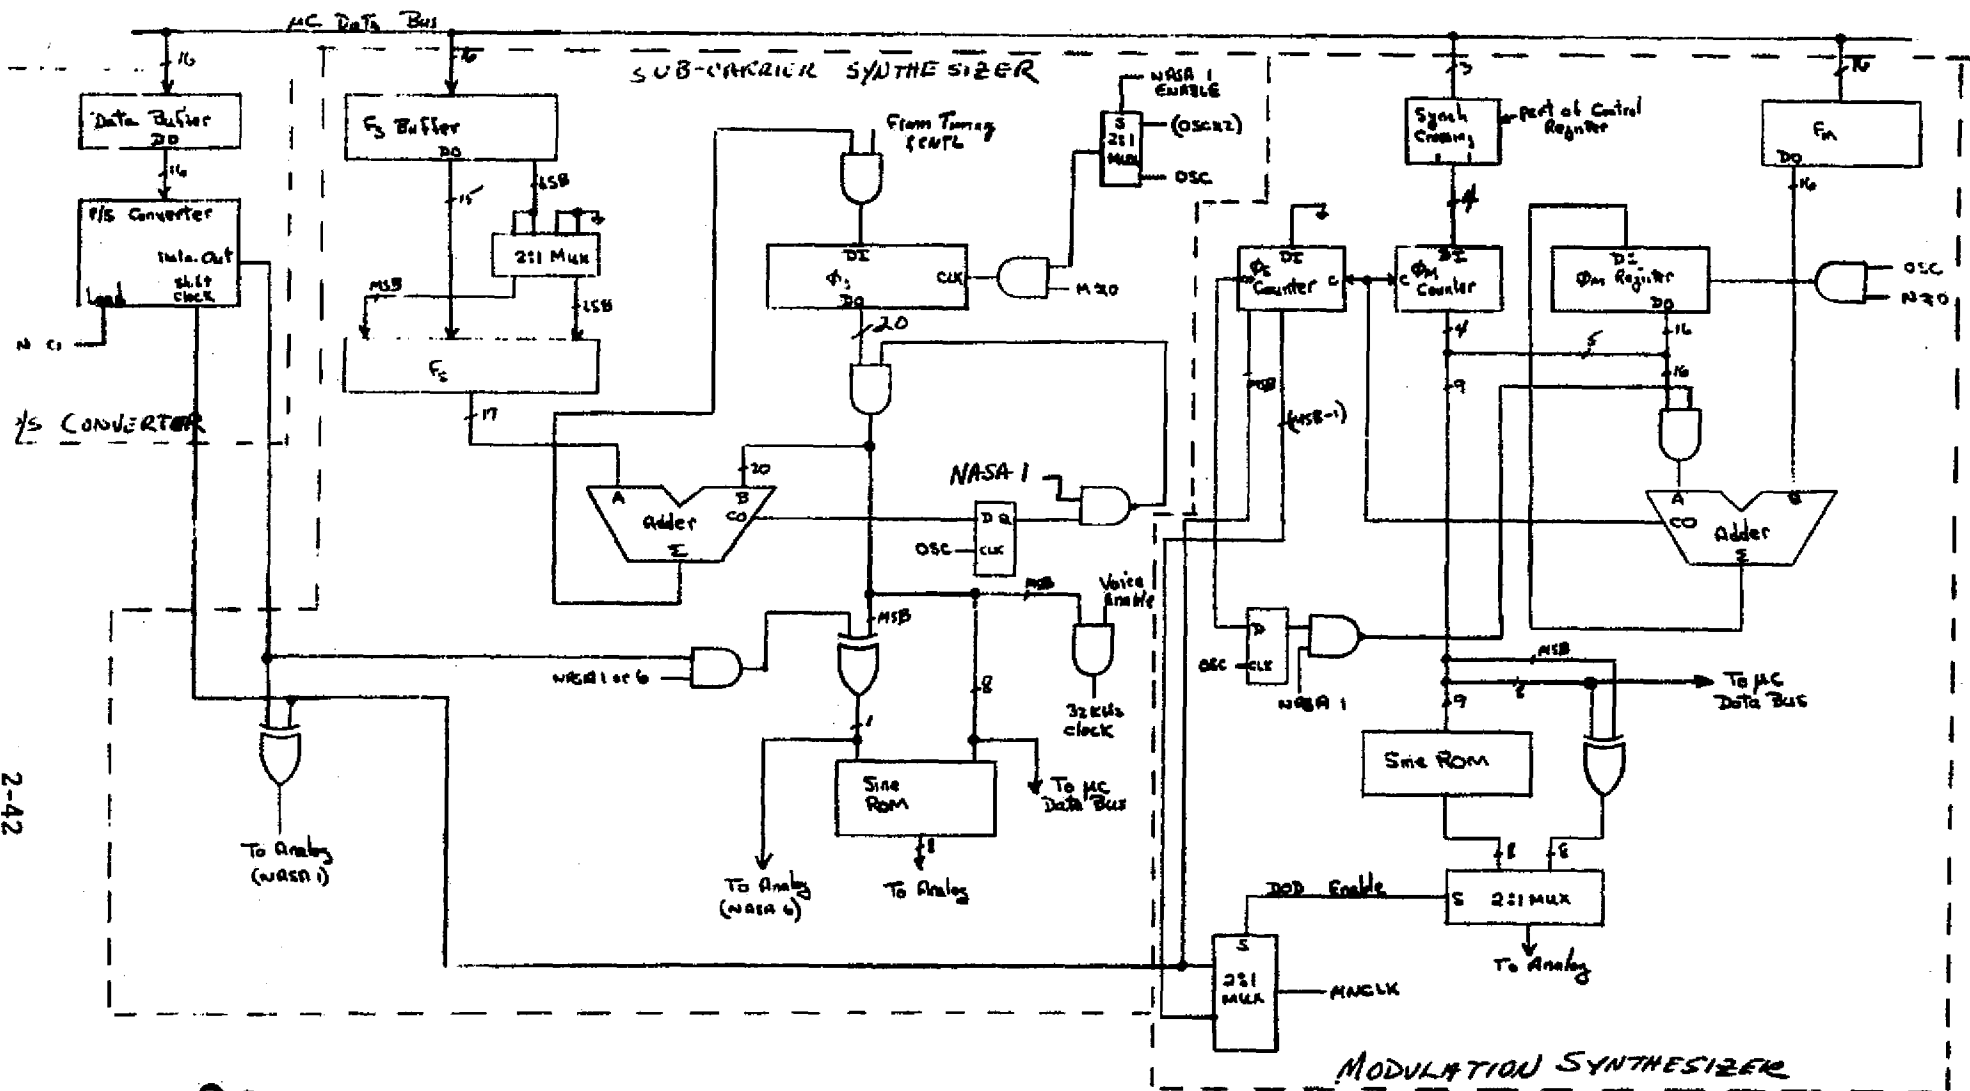 μC Data Bus
16
16
SUB-CARRIER SYNTHESIZER
3
16
Data Buffer
DO
16
P/S Converter
Data Out
Shift
Clock
Load
P/S CONVERTER
Fs Buffer
DO
15
LSB
2:1 Mux
MSB
LSB
Fs
17
From Timing
& CNTL
NASA 1
ENABLE
S
2:1
MUX
(OSCx2)
OSC
DI
CLK
Φs
DO
M20
20
A
B
20
Adder
CO
Σ
NASA 1
D Q
OSC
CLK
MSB
MSB
Voice
Enable
NASA 1 or 6
8
32KHz
Clock
1
Sine
ROM
To μC
Data Bus
8
To Analog
(NASA 1)
To Analog
(NASA 6)
To Analog
Synch
Crossing
Part of Control
Register
4
DI
Φs
Counter
C
DI
ΦM
Counter
C
MSB
(MSB-1)
4
5
9
DI
ΦM Register
DO
16
16
FM
DO
16
OSC
N20
A
B
CO
Adder
Σ
D
OSC
CLK
NASA 1
MSB
8
To μC
Data Bus
9
Sine ROM
8
8
DOD Enable
S
2:1 MUX
To Analog
S
2:1
MUX
MNCLK
MODULATION SYNTHESIZER
2-42